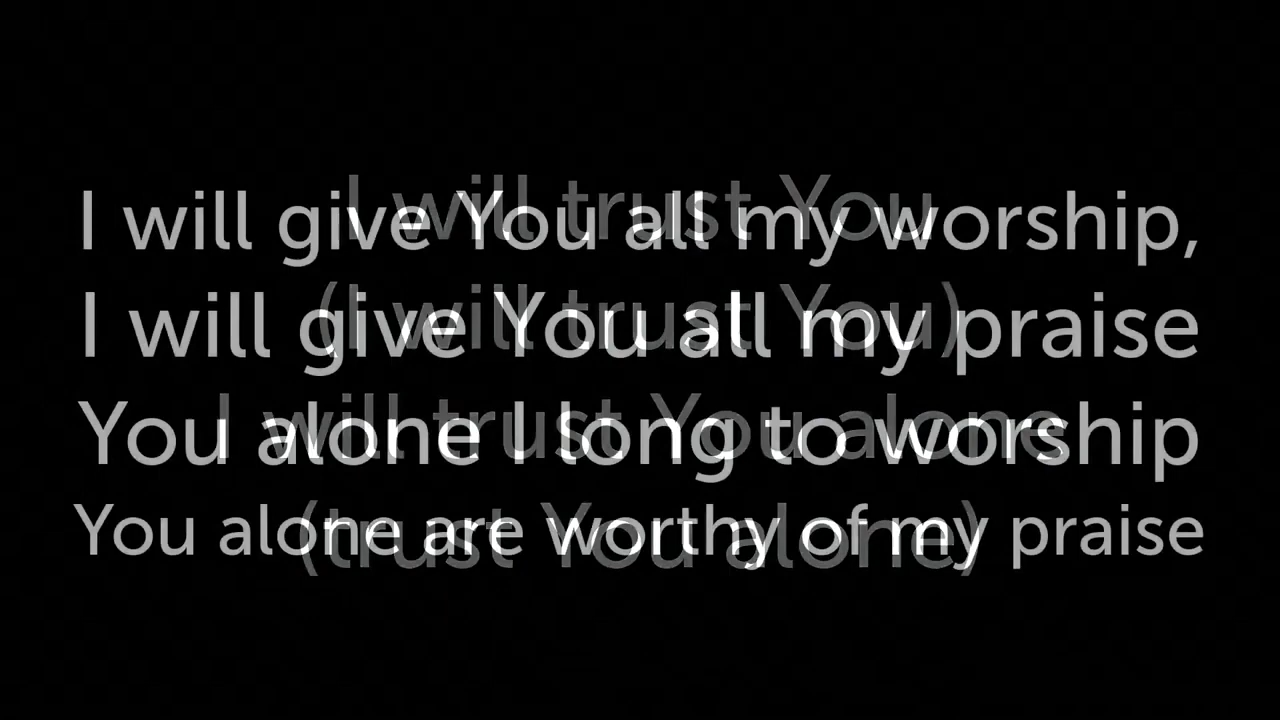 I will trust You
I will give You all my worship,
(I will trust You)
I will give You all my praise
I will trust You alone
You alone I long to worship
(trust You alone)
You alone are worthy of my praise